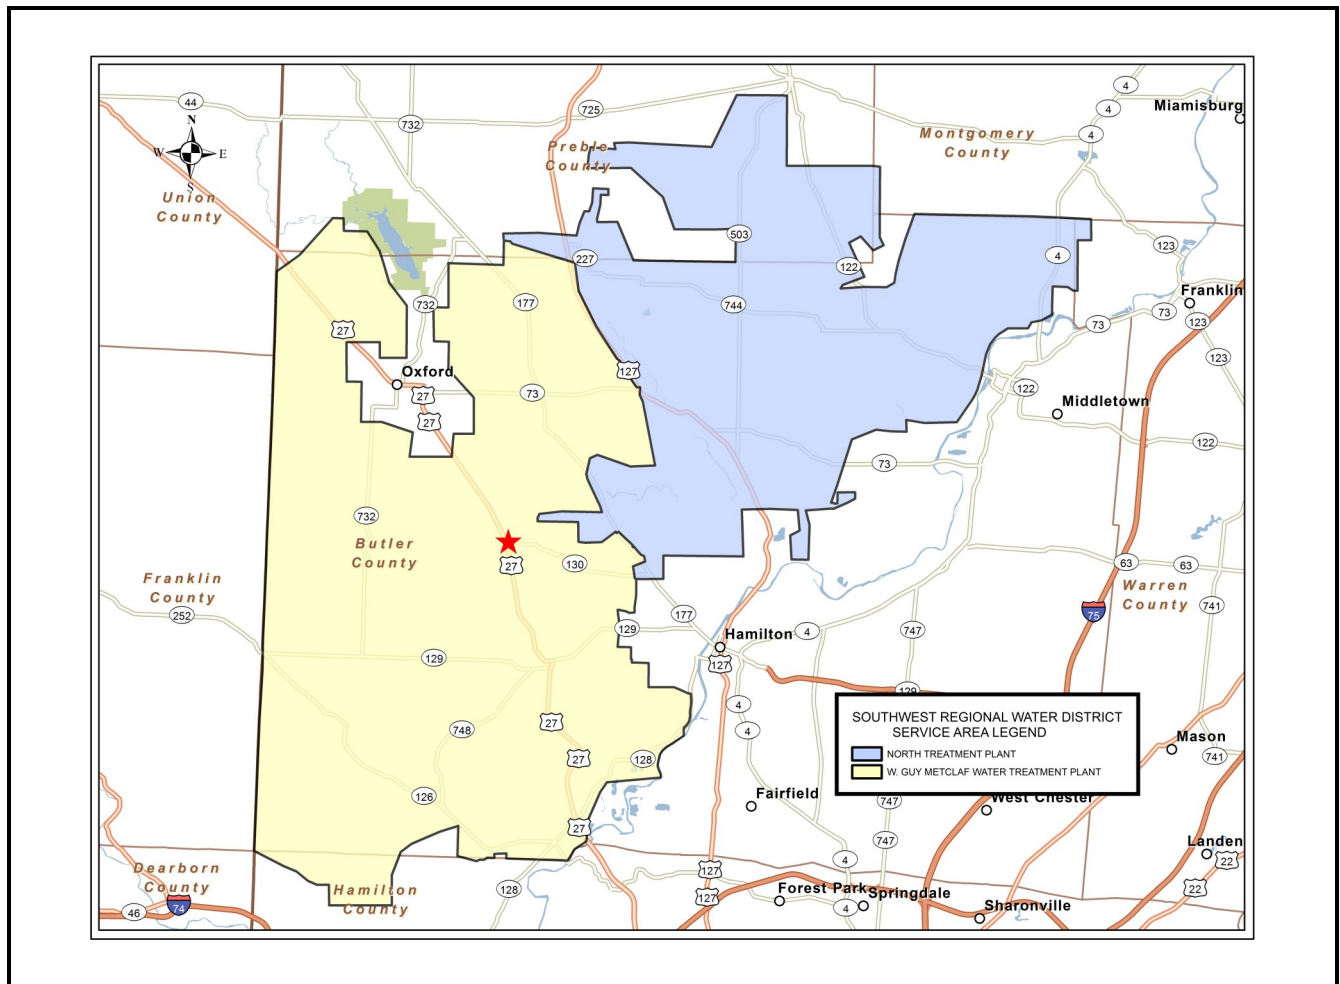 Miamisburg
44
725
732
4
4
4
N
W
E
S
Preble
County
Montgomery
County
Union
County
503
123
227
122
4
177
732
744
Franklin
27
73
73
123
123
127
Oxford
27
73
122
Middletown
27
122
73
732
Butler
County
27
130
63
63
Franklin
County
Warren
County
252
177
75
741
129
Hamilton
4
747
129
127
129
4
SOUTHWEST REGIONAL WATER DISTRICT
SERVICE AREA LEGEND
NORTH TREATMENT PLANT
W. GUY METCLAF WATER TREATMENT PLANT
27
748
4
Mason
27
128
741
126
Fairfield
747
West Chester
27
747
Landen
4
22
Dearborn
County
127
Hamilton
County
128
127
Forest Park
Springdale
22
46
74
4
Sharonville